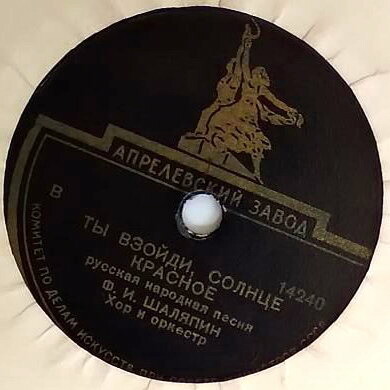 АПРЕЛЕВСКИЙ ЗАВОД
В
14240
ТЫ ВЗОЙДИ, СОЛНЦЕ
КРАСНОЕ
русская народная песня
Ф. И. ШАЛЯПИН
Хор и оркестр
КОМИТЕТ ПО ДЕЛАМ ИСКУССТВ ПРИ